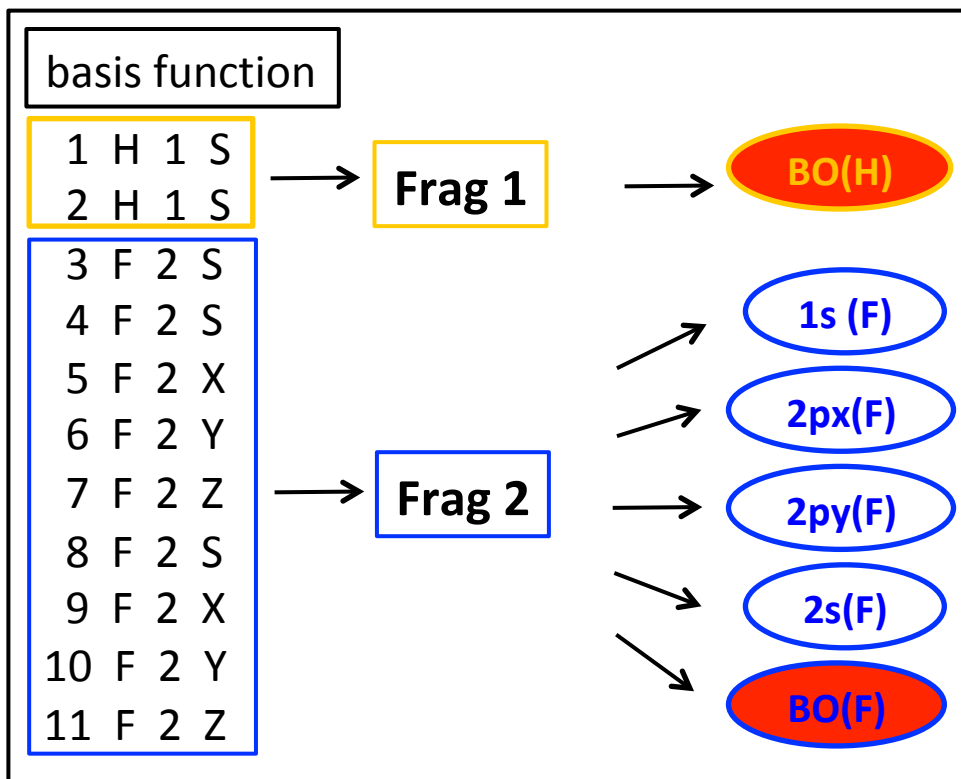 basis function
1 H 1 S
2 H 1 S
3 F 2 S
4 F 2 S
5 F 2 X
6 F 2 Y
7 F 2 Z
8 F 2 S
9 F 2 X
10 F 2 Y
11 F 2 Z
Frag 1
Frag 2
BO(H)
1s (F)
2px(F)
2py(F)
2s(F)
BO(F)